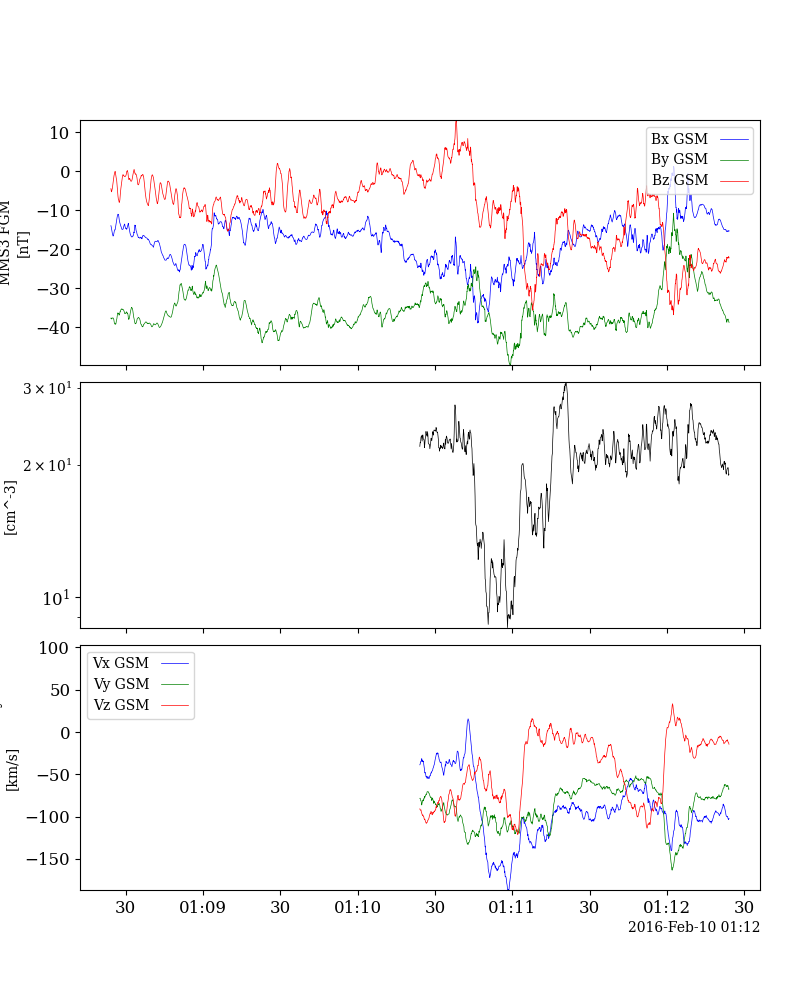 10
0
−10
−20
−30
−40
MMS3 FGM
[nT]
Bx GSM
By GSM
Bz GSM
3 × 10¹
2 × 10¹
10¹
[cm^-3]
100
50
0
−50
−100
−150
[km/s]
Vx GSM
Vy GSM
Vz GSM
30 01:09 30 01:10 30 01:11 30 01:12 30
2016-Feb-10 01:12